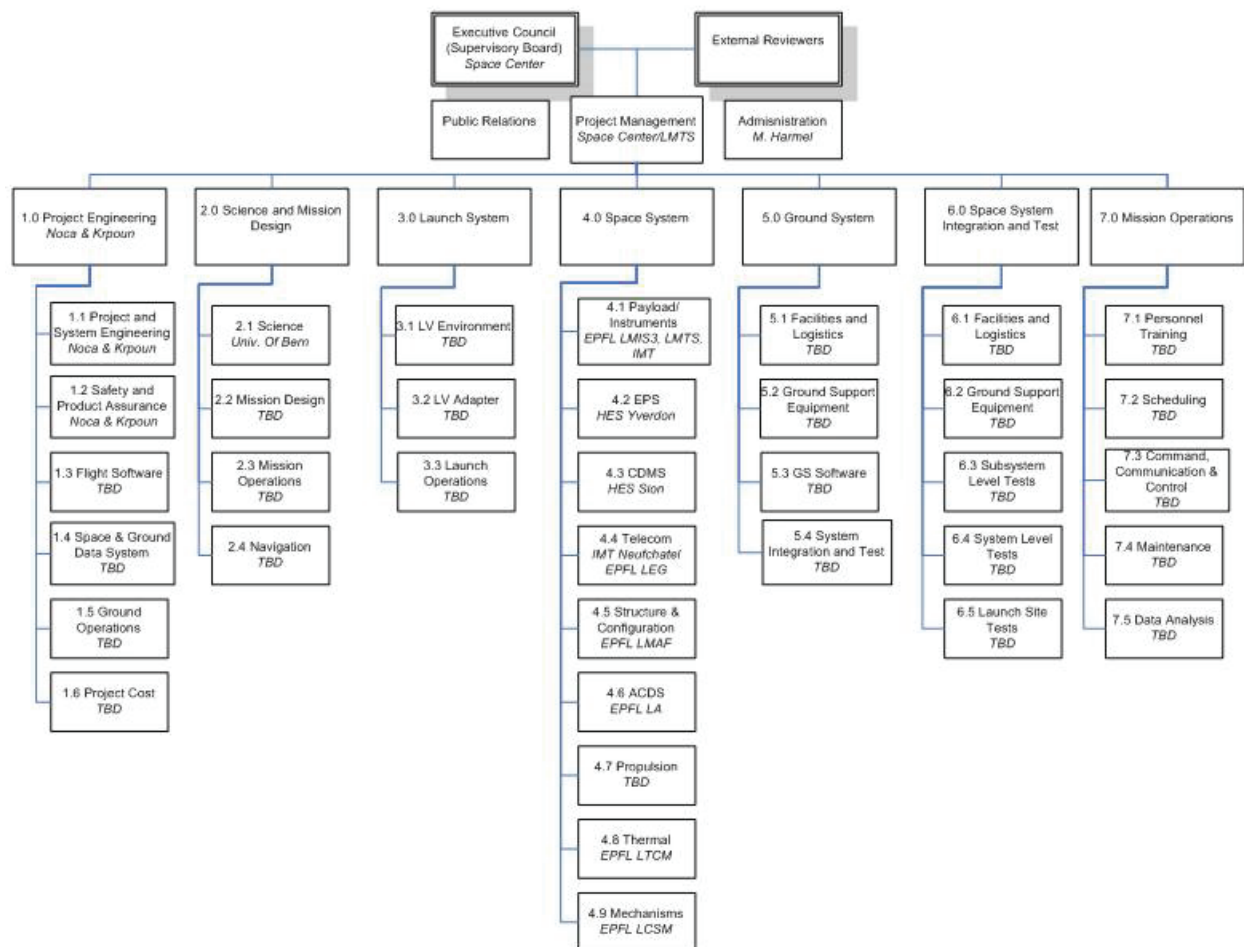 Executive Council
(Supervisory Board)
Space Center
External Reviewers
Public Relations
Project Management
Space Center/LMTS
Admisnistration
M. Harmel
1.0 Project Engineering
Noca & Krpoun
2.0 Science and Mission
Design
3.0 Launch System
4.0 Space System
5.0 Ground System
6.0 Space System
Integration and Test
7.0 Mission Operations
1.1 Project and
System Engineering
Noca & Krpoun
1.2 Safety and
Product Assurance
Noca & Krpoun
1.3 Flight Software
TBD
1.4 Space & Ground
Data System
TBD
1.5 Ground
Operations
TBD
1.6 Project Cost
TBD
2.1 Science
Univ. Of Bern
2.2 Mission Design
TBD
2.3 Mission
Operations
TBD
2.4 Navigation
TBD
3.1 LV Environment
TBD
3.2 LV Adapter
TBD
3.3 Launch
Operations
TBD
4.1 Payload/
Instruments
EPFL LMIS3, LMTS,
IMT
4.2 EPS
HES Yverdon
4.3 CDMS
HES Sion
4.4 Telecom
IMT Neufchatel
EPFL LEG
4.5 Structure &
Configuration
EPFL LMAF
4.6 ACDS
EPFL LA
4.7 Propulsion
TBD
4.8 Thermal
EPFL LTCM
4.9 Mechanisms
EPFL LCSM
5.1 Facilities and
Logistics
TBD
5.2 Ground Support
Equipment
TBD
5.3 GS Software
TBD
5.4 System
Integration and Test
TBD
6.1 Facilities and
Logistics
TBD
6.2 Ground Support
Equipment
TBD
6.3 Subsystem
Level Tests
TBD
6.4 System Level
Tests
TBD
6.5 Launch Site
Tests
TBD
7.1 Personnel
Training
TBD
7.2 Scheduling
TBD
7.3 Command,
Communication &
Control
TBD
7.4 Maintenance
TBD
7.5 Data Analysis
TBD